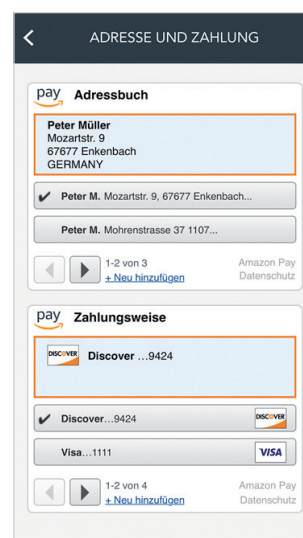 ADRESSE UND ZAHLUNG
pay Adressbuch
Peter Müller
Mozartstr. 9
67677 Enkenbach
GERMANY
Peter M. Mozartstr. 9, 67677 Enkenbach...
Peter M. Mohrenstrasse 37 1107...
1-2 von 3
+ Neu hinzufügen
Amazon Pay
Datenschutz
pay Zahlungsweise
DISCOVER Discover ...9424
Discover...9424 DISCOVER
Visa...1111 VISA
1-2 von 4
+ Neu hinzufügen
Amazon Pay
Datenschutz